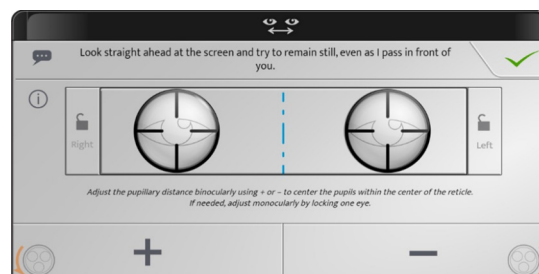 Look straight ahead at the screen and try to remain still, even as I pass in front of
you.
Right
Left
Adjust the pupillary distance binocularly using + or – to center the pupils within the center of the reticle.
If needed, adjust monocularly by locking one eye.
+
–